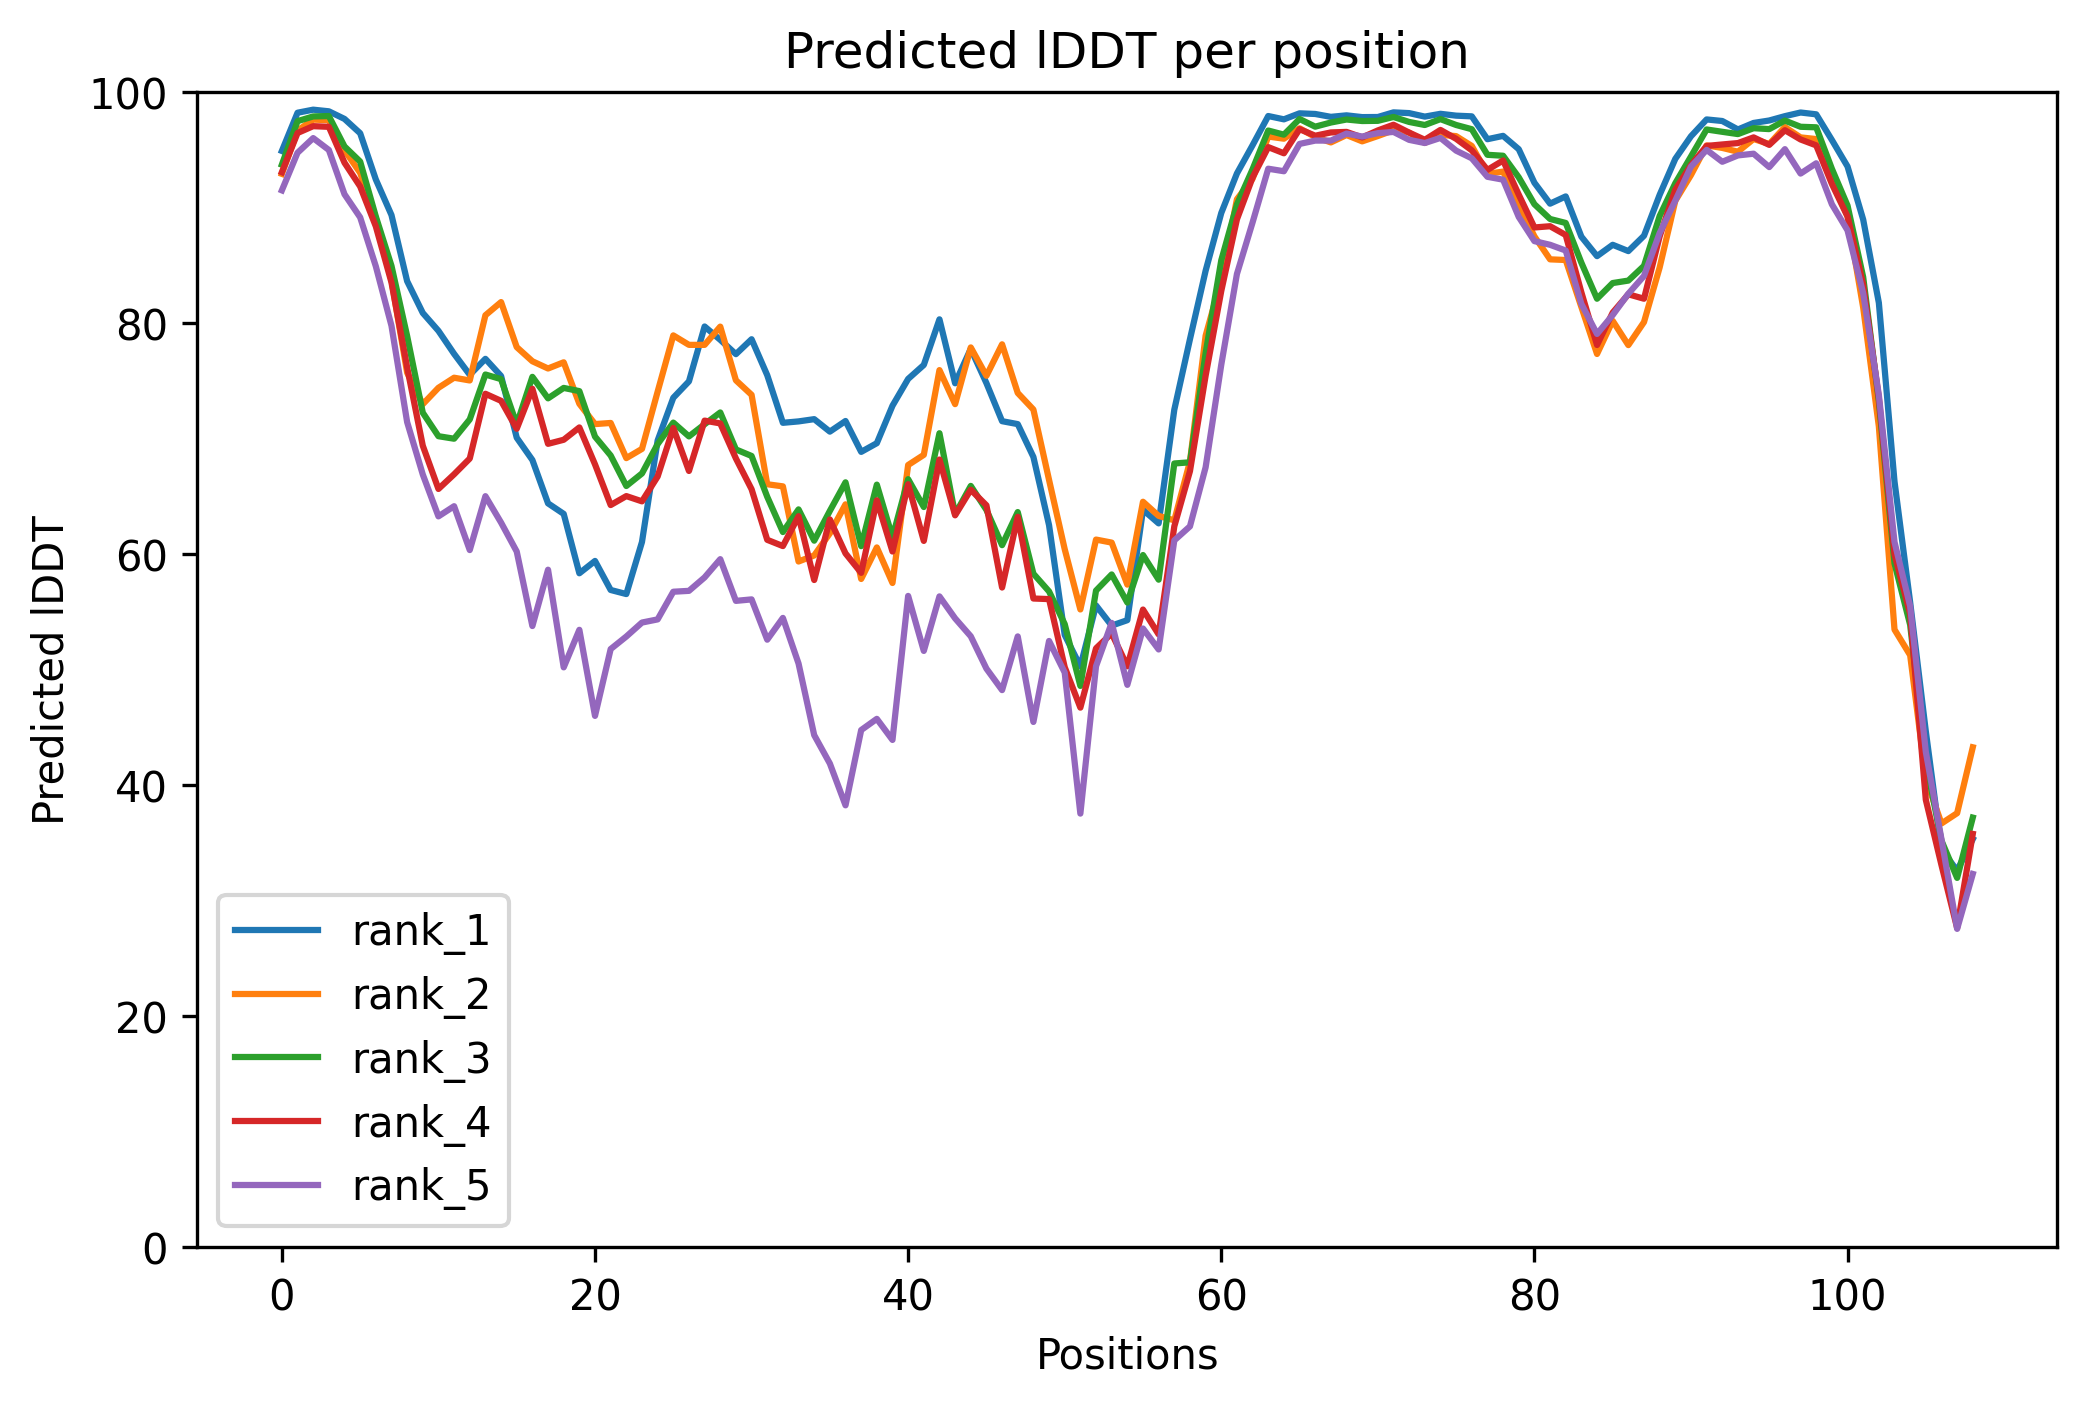 Predicted lDDT per position
Predicted lDDT
100
80
60
40
20
0
rank_1
rank_2
rank_3
rank_4
rank_5
0 20 40 60 80 100
Positions